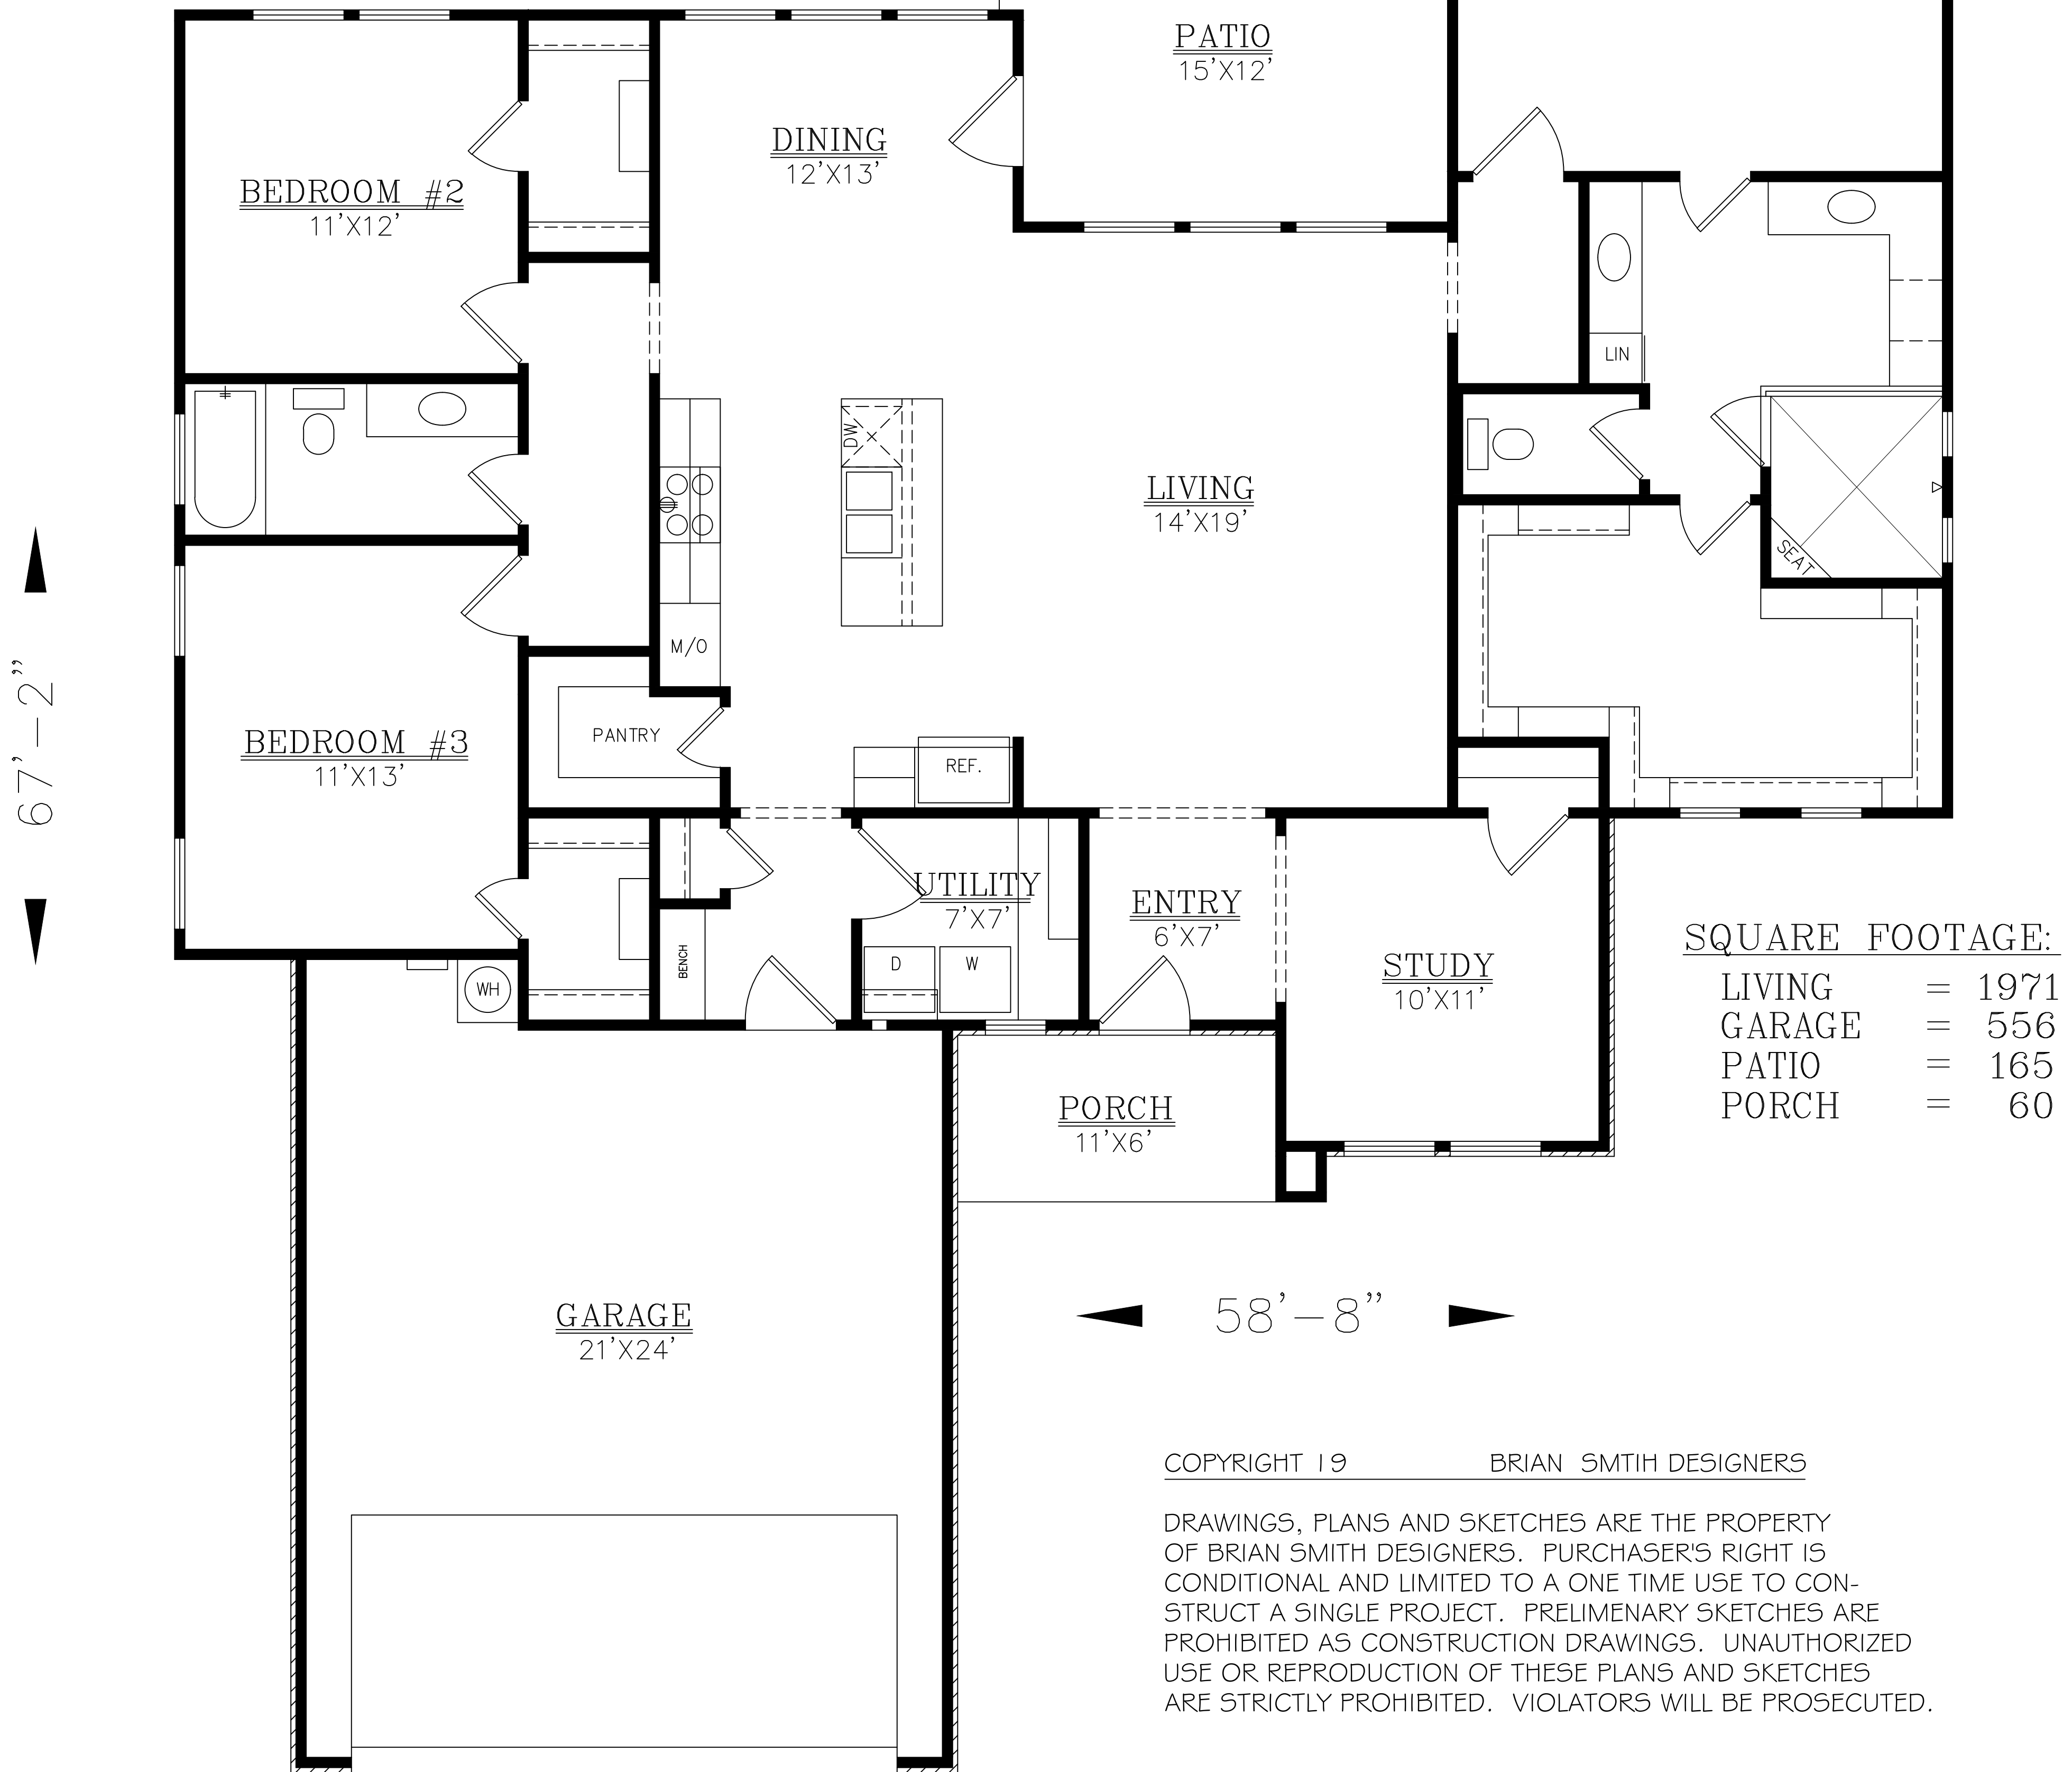 PATIO
15'X12'
DINING
12'X13'
BEDROOM #2
11'X12'
LIN
DW
LIVING
14'X19'
SEAT
M/O
67'-2"
BEDROOM #3
11'X13'
PANTRY
REF.
UTILITY
7'X7'
ENTRY
6'X7'
BENCH
D
W
WH
STUDY
10'X11'
SQUARE FOOTAGE:
LIVING = 1971
GARAGE = 556
PATIO = 165
PORCH = 60
PORCH
11'X6'
GARAGE
21'X24'
58'-8"
COPYRIGHT 19 BRIAN SMTIH DESIGNERS
DRAWINGS, PLANS AND SKETCHES ARE THE PROPERTY
OF BRIAN SMITH DESIGNERS. PURCHASER'S RIGHT IS
CONDITIONAL AND LIMITED TO A ONE TIME USE TO CON-
STRUCT A SINGLE PROJECT. PRELIMENARY SKETCHES ARE
PROHIBITED AS CONSTRUCTION DRAWINGS. UNAUTHORIZED
USE OR REPRODUCTION OF THESE PLANS AND SKETCHES
ARE STRICTLY PROHIBITED. VIOLATORS WILL BE PROSECUTED.